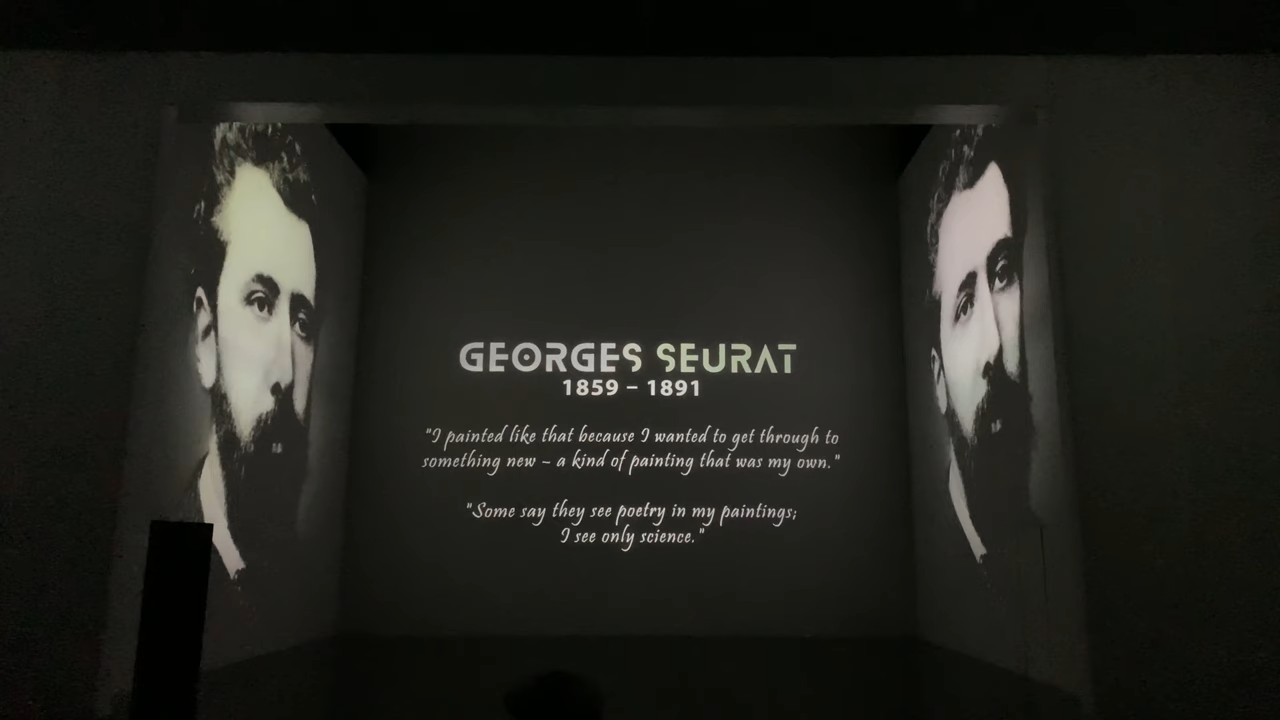 GEORGES SEURAT
1859 – 1891
"I painted like that because I wanted to get through to
something new – a kind of painting that was my own."
"Some say they see poetry in my paintings;
I see only science."